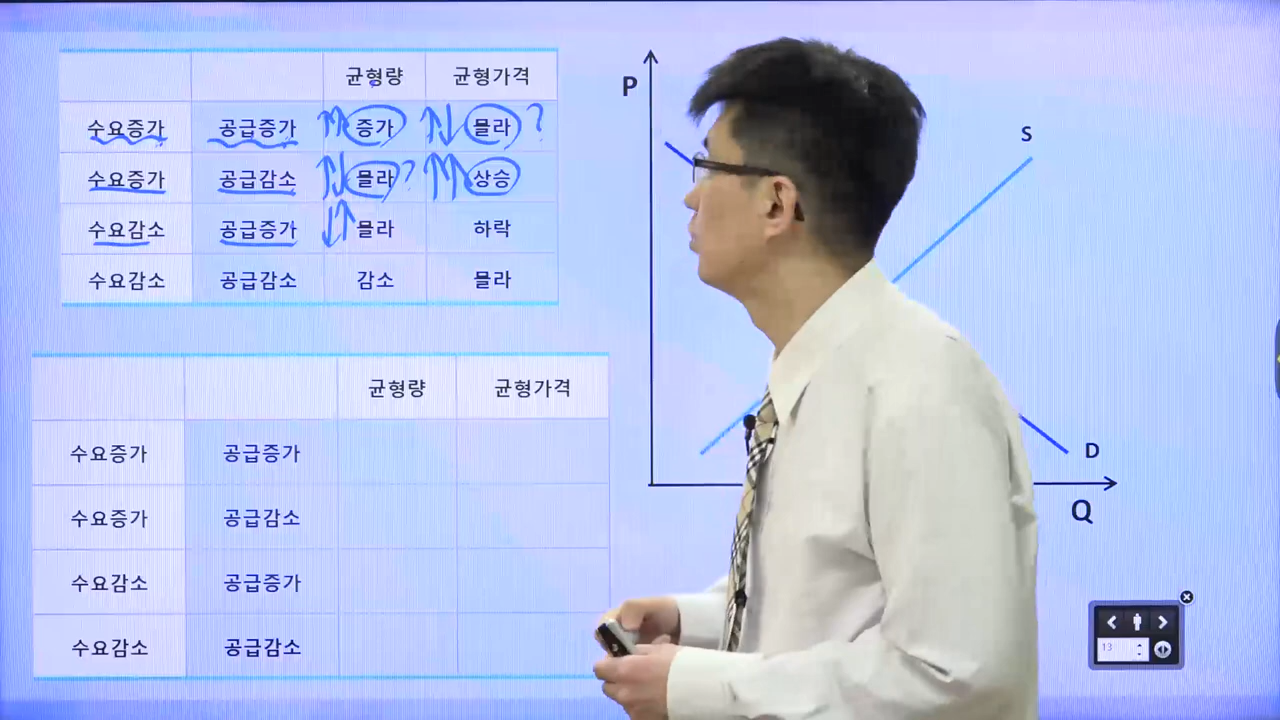 균형량 균형가격
수요증가 공급증가 ↑↑ 증가 ↑↓ 몰라 ?
수요증가 공급감소 ↑↓ 몰라 ? ↑↑ 상승
수요감소 공급증가 ↓↑ 몰라 하락
수요감소 공급감소 감소 몰라
균형량 균형가격
수요증가 공급증가
수요증가 공급감소
수요감소 공급증가
수요감소 공급감소
P
S
D
Q
13